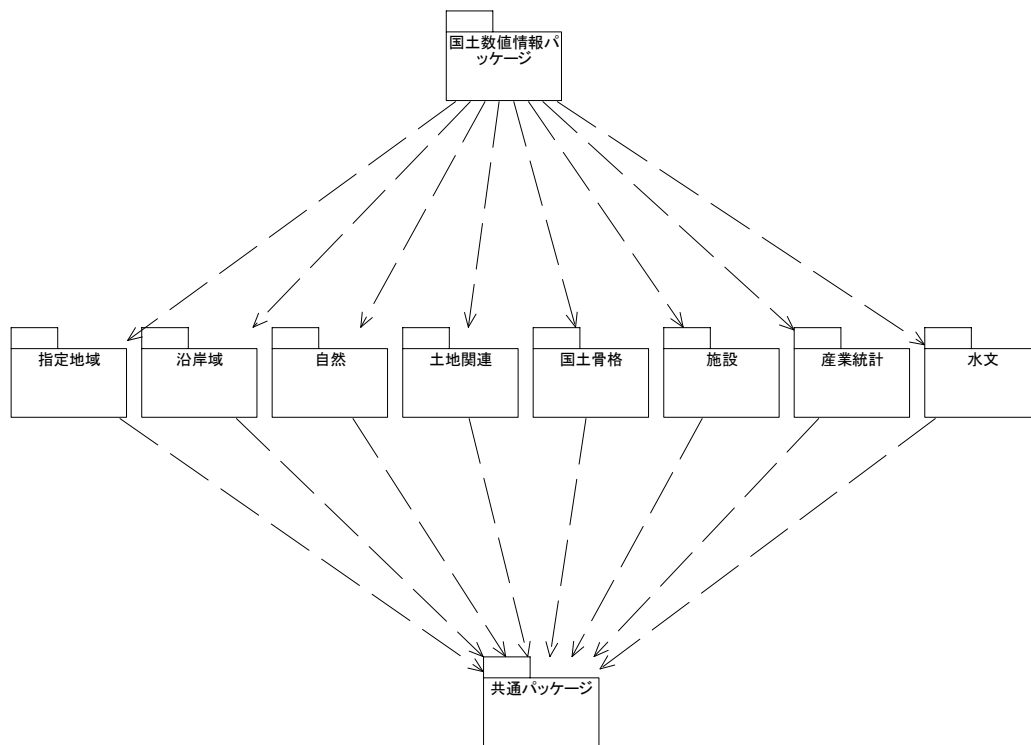 国土数値情報パ
ッケージ
指定地域
沿岸域
自然
土地関連
国土骨格
施設
産業統計
水文
共通パッケージ